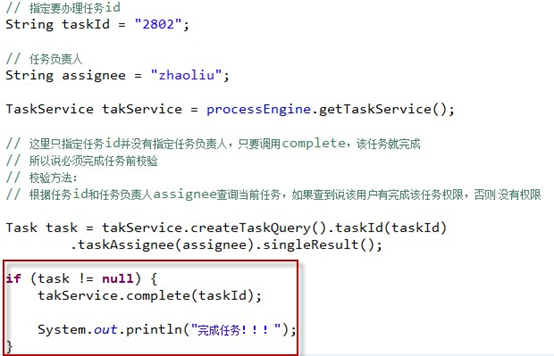 // 指定要办理任务id
String taskId = "2802";
// 任务负责人
String assignee = "zhaoliu";
TaskService takService = processEngine.getTaskService();
// 这里只指定任务id并没有指定任务负责人，只要调用complete，该任务就完成
// 所以说必须完成任务前校验
// 校验方法：
// 根据任务id和任务负责人assignee查询当前任务，如果查到说该用户有完成该任务权限，否则 没有权限
Task task = takService.createTaskQuery().taskId(taskId)
.taskAssignee(assignee).singleResult();
if (task != null) {
takService.complete(taskId);
System.out.println("完成任务！！！");
}